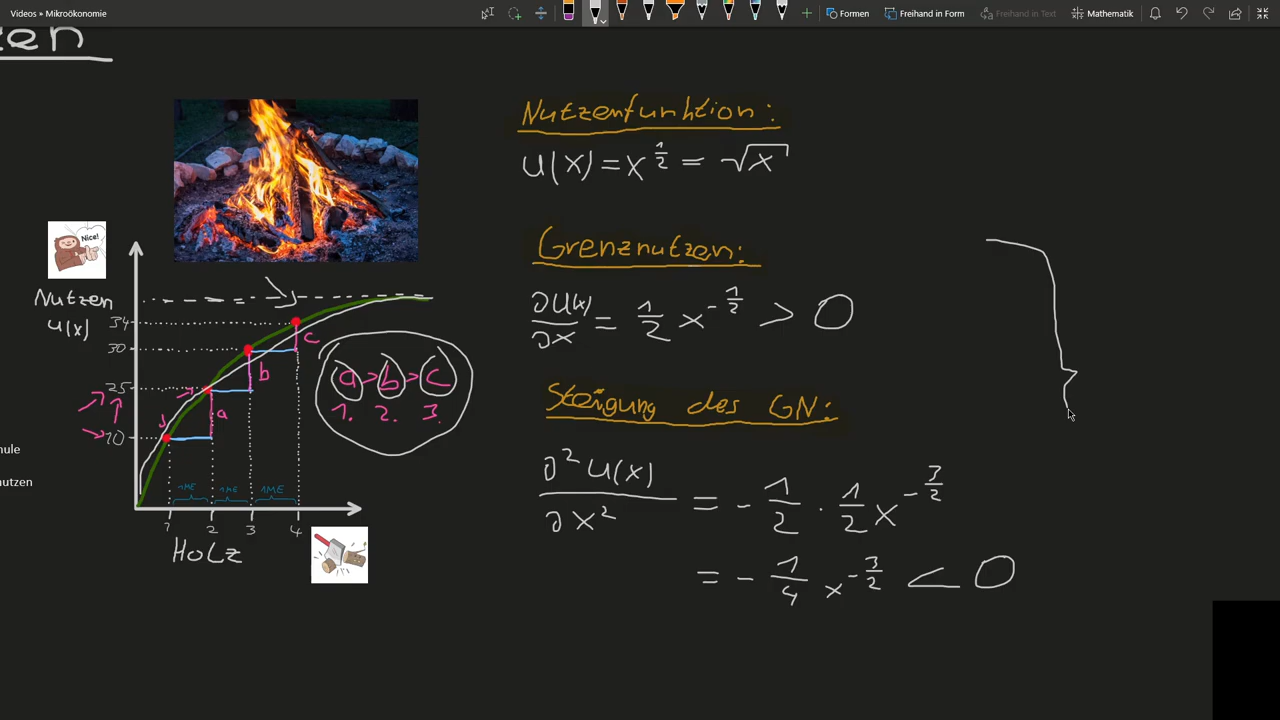 Videos » Mikroökonomie
Formen
Freihand in Form
Freihand in Text
Mathematik
zen
Nutzenfunktion:
U(X) = X^1/2 = √X
Grenznutzen:
∂U(X)/∂X = 1/2 X^-1/2 > 0
Steigung des GN:
∂²U(X)/∂X² = - 1/2 · 1/2 X^-3/2
= - 1/4 X^-3/2 < 0
Nice!
Nutzen
U(X)
34
30
25
10
a
b
c
1ME
1ME
1ME
1
2
3
4
HOLZ
a > b > c
1. 2. 3.
ule
nutzen